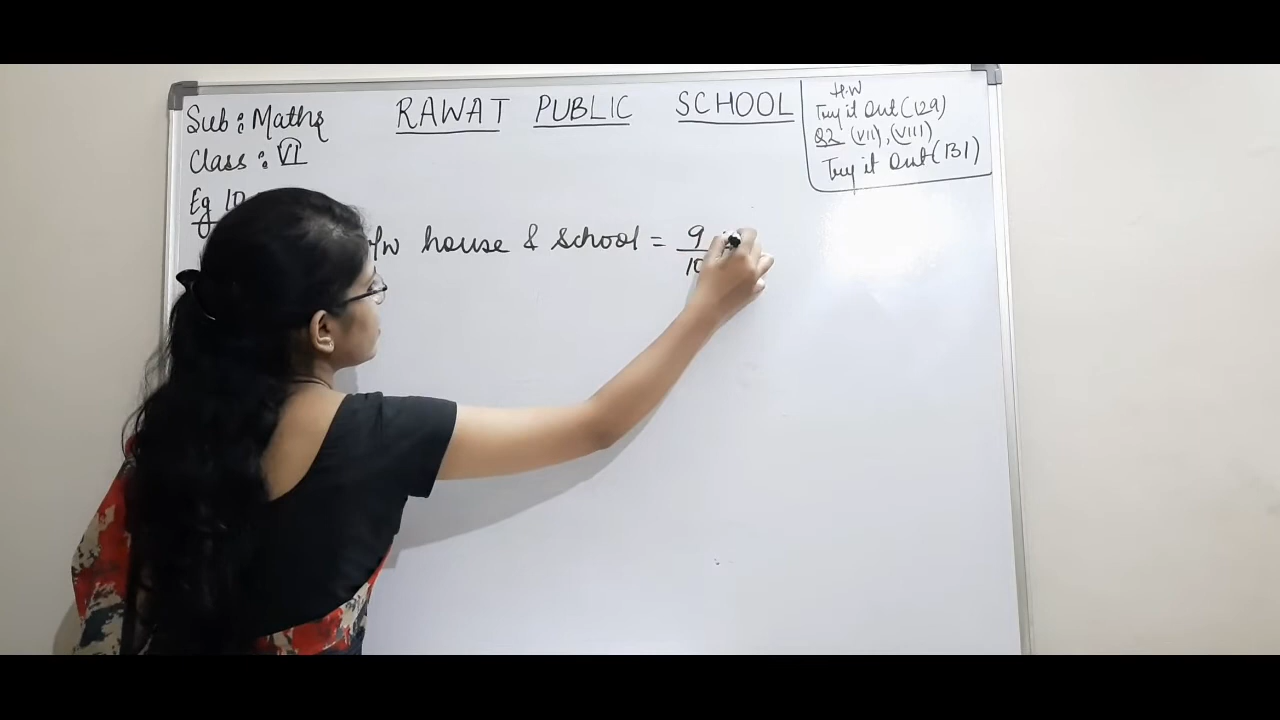 Sub : Maths
RAWAT PUBLIC SCHOOL
Class : VI
H.W
Try it Out (129)
Q2 (VII), (VIII)
Try it Out (131)
Eg 10
b/w house & school = 9/10